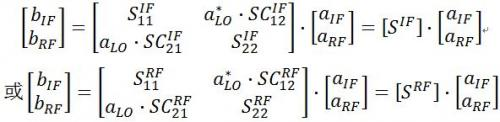 [b_IF b_RF] = [S_11^IF a_LO^* · SC_12^IF a_LO · SC_21^IF S_22^IF] · [a_IF a_RF] = [S^IF] · [a_IF a_RF]
或[b_IF b_RF] = [S_11^RF a_LO^* · SC_12^RF a_LO · SC_21^RF S_22^RF] · [a_IF a_RF] = [S^RF] · [a_IF a_RF]